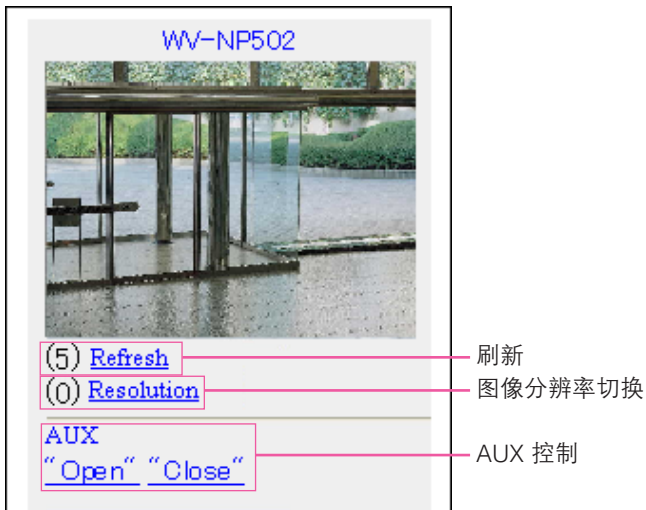 WV-NP502
(5) Refresh
刷新
(0) Resolution
图像分辨率切换
AUX
"Open" "Close"
AUX 控制